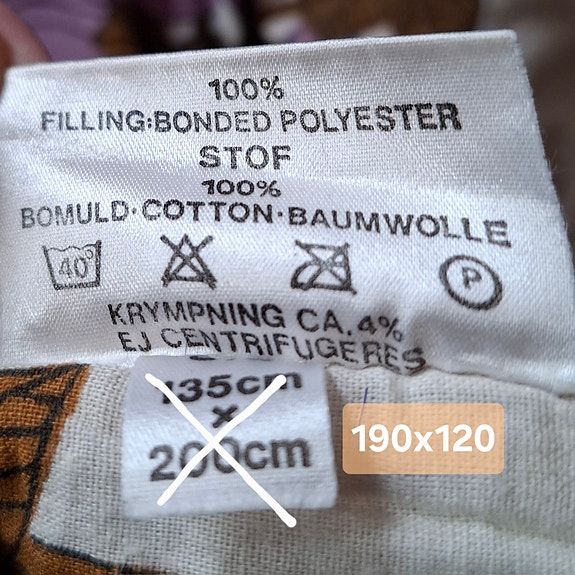 100%
FILLING:BONDED POLYESTER
STOF
100%
BOMULD·COTTON·BAUMWOLLE
40° P
KRYMPNING CA. 4%
EJ CENTRIFUGERES
135cm
x
200cm
190x120